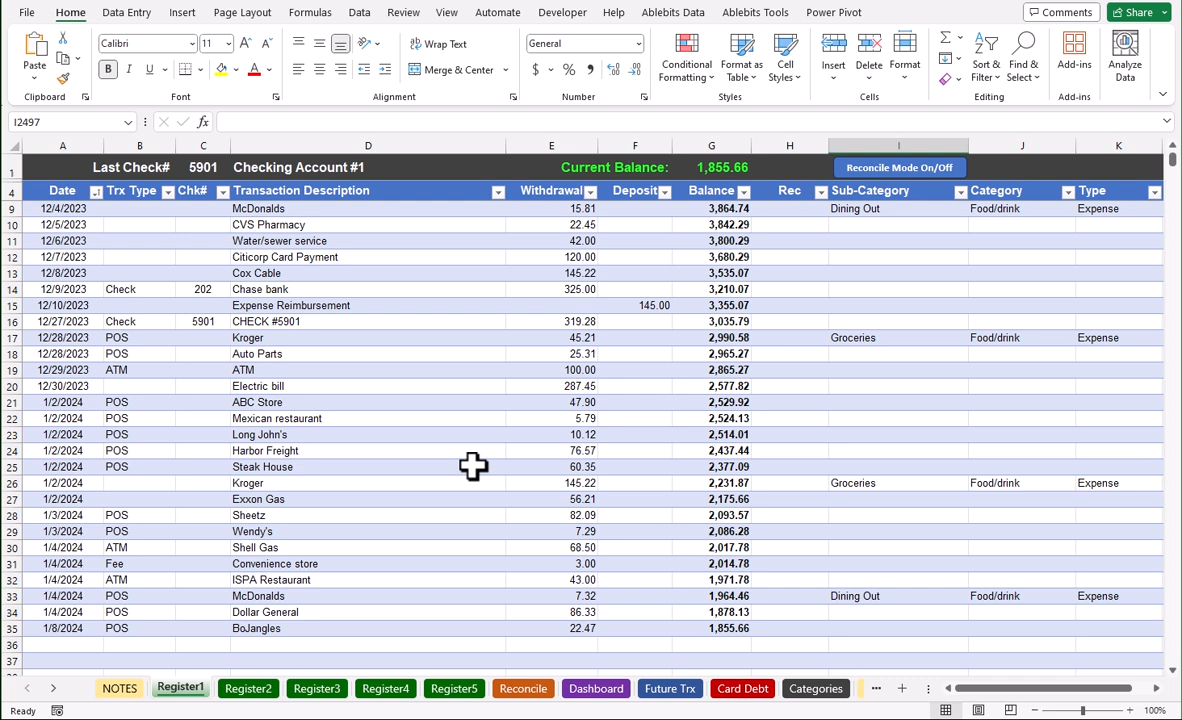 File Home Data Entry Insert Page Layout Formulas Data Review View Automate Developer Help Ablebits Data Ablebits Tools Power Pivot Comments Share
Paste
Calibri 11
B I U
Wrap Text
Merge & Center
General
$ %
Conditional Formatting
Format as Table
Cell Styles
Insert Delete Format
Sort & Filter
Find & Select
Add-ins
Analyze Data
Clipboard Font Alignment Number Styles Cells Editing Add-ins
I2497 fx
A B C D E F G H I J K
1 Last Check# 5901 Checking Account #1 Current Balance: 1,855.66 Reconcile Mode On/Off
4 Date Trx Type Chk# Transaction Description Withdrawal Deposit Balance Rec Sub-Category Category Type
9 12/4/2023 McDonalds 15.81 3,864.74 Dining Out Food/drink Expense
10 12/5/2023 CVS Pharmacy 22.45 3,842.29
11 12/6/2023 Water/sewer service 42.00 3,800.29
12 12/7/2023 Citicorp Card Payment 120.00 3,680.29
13 12/8/2023 Cox Cable 145.22 3,535.07
14 12/9/2023 Check 202 Chase bank 325.00 3,210.07
15 12/10/2023 Expense Reimbursement 145.00 3,355.07
16 12/27/2023 Check 5901 CHECK #5901 319.28 3,035.79
17 12/28/2023 POS Kroger 45.21 2,990.58 Groceries Food/drink Expense
18 12/28/2023 POS Auto Parts 25.31 2,965.27
19 12/29/2023 ATM ATM 100.00 2,865.27
20 12/30/2023 Electric bill 287.45 2,577.82
21 1/2/2024 POS ABC Store 47.90 2,529.92
22 1/2/2024 POS Mexican restaurant 5.79 2,524.13
23 1/2/2024 POS Long John's 10.12 2,514.01
24 1/2/2024 POS Harbor Freight 76.57 2,437.44
25 1/2/2024 POS Steak House 60.35 2,377.09
26 1/2/2024 Kroger 145.22 2,231.87 Groceries Food/drink Expense
27 1/2/2024 Exxon Gas 56.21 2,175.66
28 1/3/2024 POS Sheetz 82.09 2,093.57
29 1/3/2024 POS Wendy's 7.29 2,086.28
30 1/4/2024 ATM Shell Gas 68.50 2,017.78
31 1/4/2024 Fee Convenience store 3.00 2,014.78
32 1/4/2024 ATM ISPA Restaurant 43.00 1,971.78
33 1/4/2024 POS McDonalds 7.32 1,964.46 Dining Out Food/drink Expense
34 1/4/2024 POS Dollar General 86.33 1,878.13
35 1/8/2024 POS BoJangles 22.47 1,855.66
36
37
NOTES Register1 Register2 Register3 Register4 Register5 Reconcile Dashboard Future Trx Card Debt Categories
Ready 100%